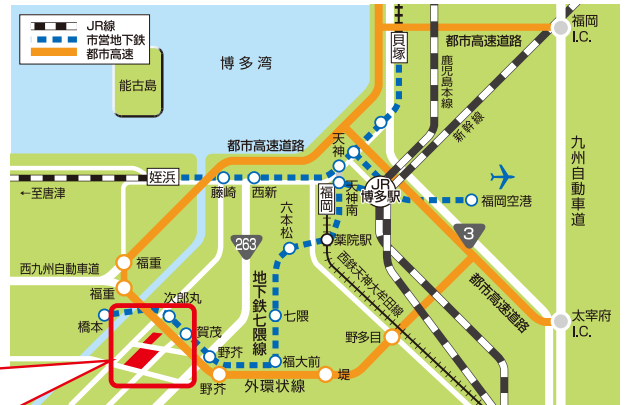 JR線
市営地下鉄
都市高速
博多湾
能古島
貝塚
都市高速道路
福岡
I.C.
鹿児島本線
新幹線
九州自動車道
都市高速道路
天神
姪浜
←至唐津
藤崎
西新
福岡
天神南
JR
博多駅
福岡空港
3
六本松
薬院駅
263
西九州自動車道
福重
福重
地下鉄七隈線
西鉄天神大牟田線
都市高速道路
太宰府
I.C.
橋本
次郎丸
賀茂
野芥
七隈
福大前
野多目
野芥
外環状線
堤